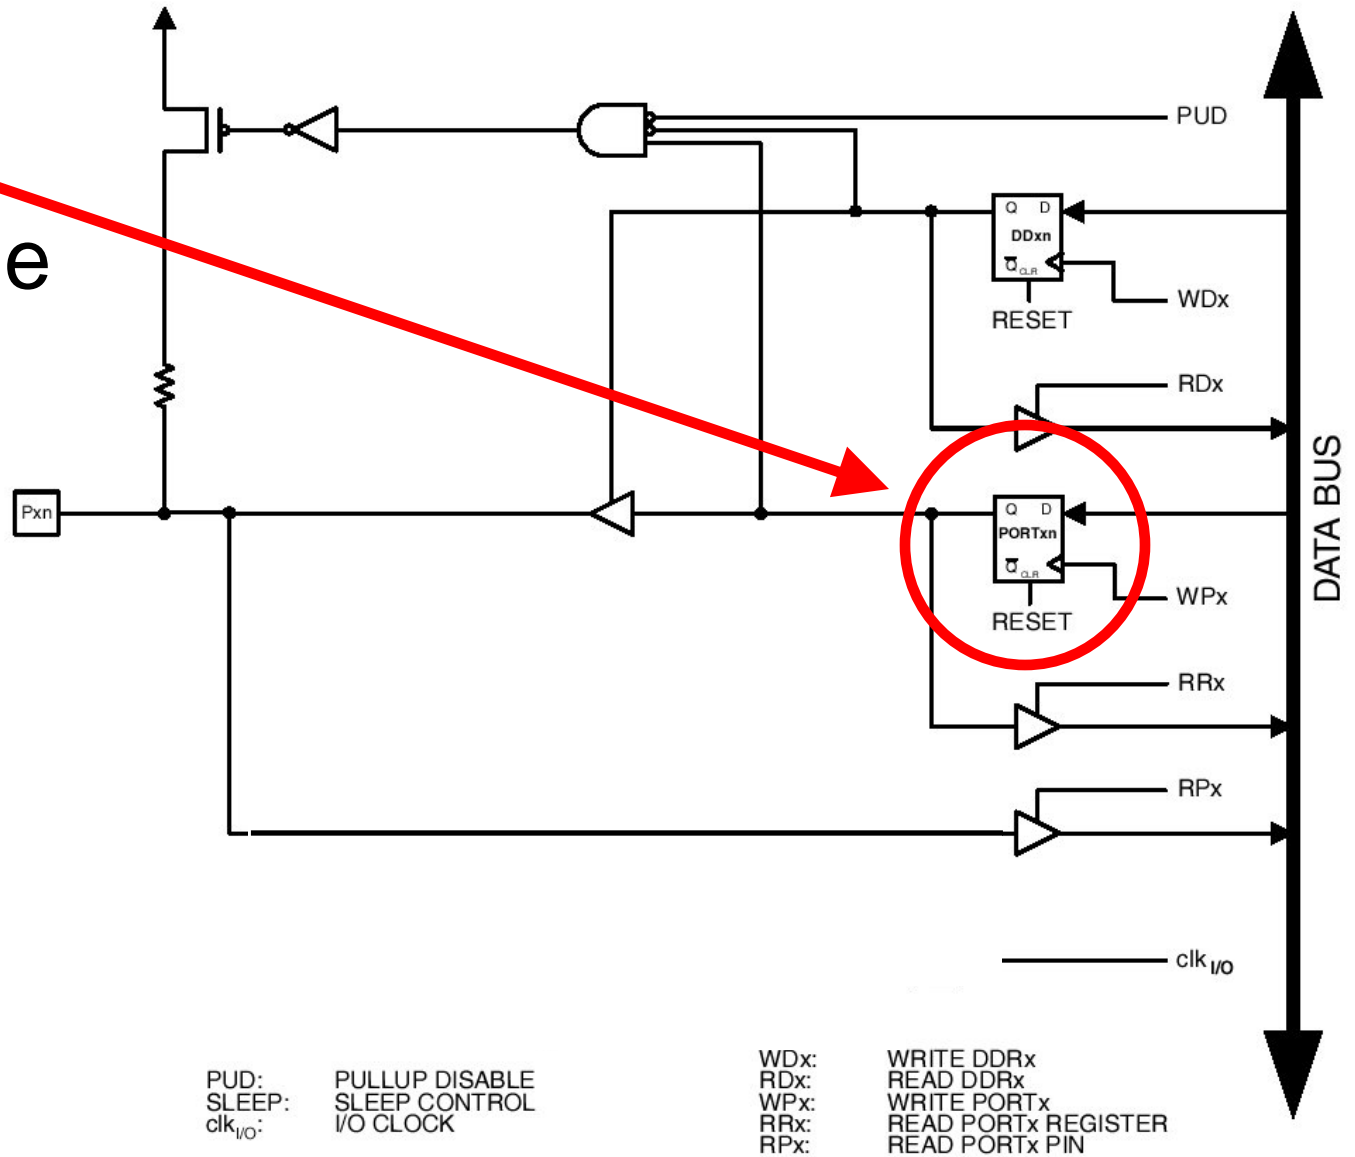 PUD
e
Q D
DDxn
Q CLR
WDx
RESET
RDx
Pxn
Q D
PORTxn
Q CLR
WPx
RESET
DATA BUS
RRx
RPx
clk I/O
PUD: PULLUP DISABLE
SLEEP: SLEEP CONTROL
clkI/O: I/O CLOCK
WDx: WRITE DDRx
RDx: READ DDRx
WPx: WRITE PORTx
RRx: READ PORTx REGISTER
RPx: READ PORTx PIN